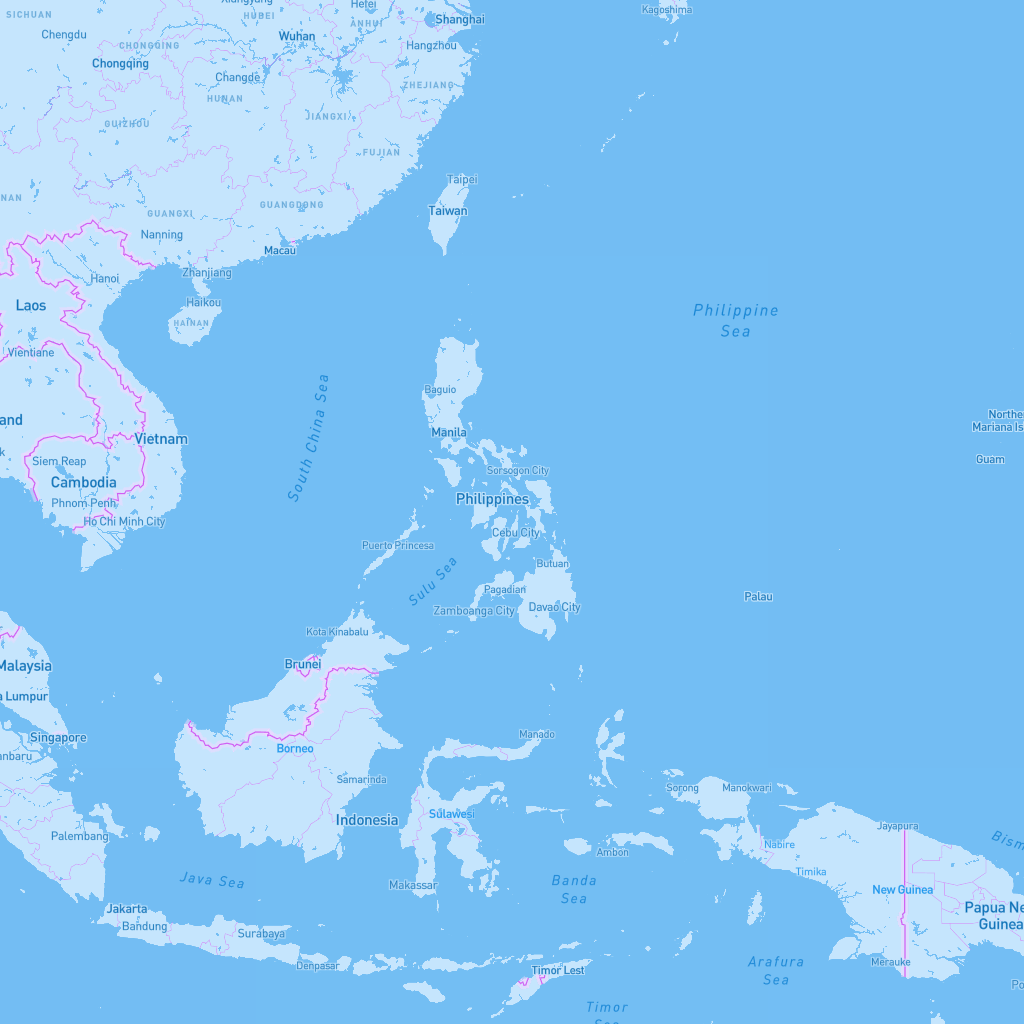 SICHUAN
HUBEI
Hefei
Kagoshima
Chengdu
Wuhan
ANHUI
Shanghai
CHONGQING
Hangzhou
Chongqing
Changde
ZHEJIANG
HUNAN
JIANGXI
GUIZHOU
FUJIAN
Taipei
NAN
GUANGXI
GUANGDONG
Taiwan
Nanning
Macau
Hanoi
Zhanjiang
Laos
Haikou
HAINAN
Philippine
Sea
Vientiane
South China Sea
Baguio
and
Northe
Mariana Isl
Vietnam
Manila
k
Siem Reap
Guam
Sorsogon City
Cambodia
Philippines
Phnom Penh
Ho Chi Minh City
Cebu City
Puerto Princesa
Sulu Sea
Butuan
Pagadian
Palau
Zamboanga City
Davao City
Kota Kinabalu
Malaysia
Brunei
a Lumpur
Singapore
Manado
Borneo
anbaru
Samarinda
Sorong
Manokwari
Indonesia
Sulawesi
Jayapura
Palembang
Nabire
Bism
Ambon
Timika
Java Sea
Makassar
Banda
Sea
New Guinea
Jakarta
Papua Ne
Guinea
Bandung
Surabaya
Denpasar
Timor Lest
Arafura
Sea
Merauke
Po
Timor
Sea